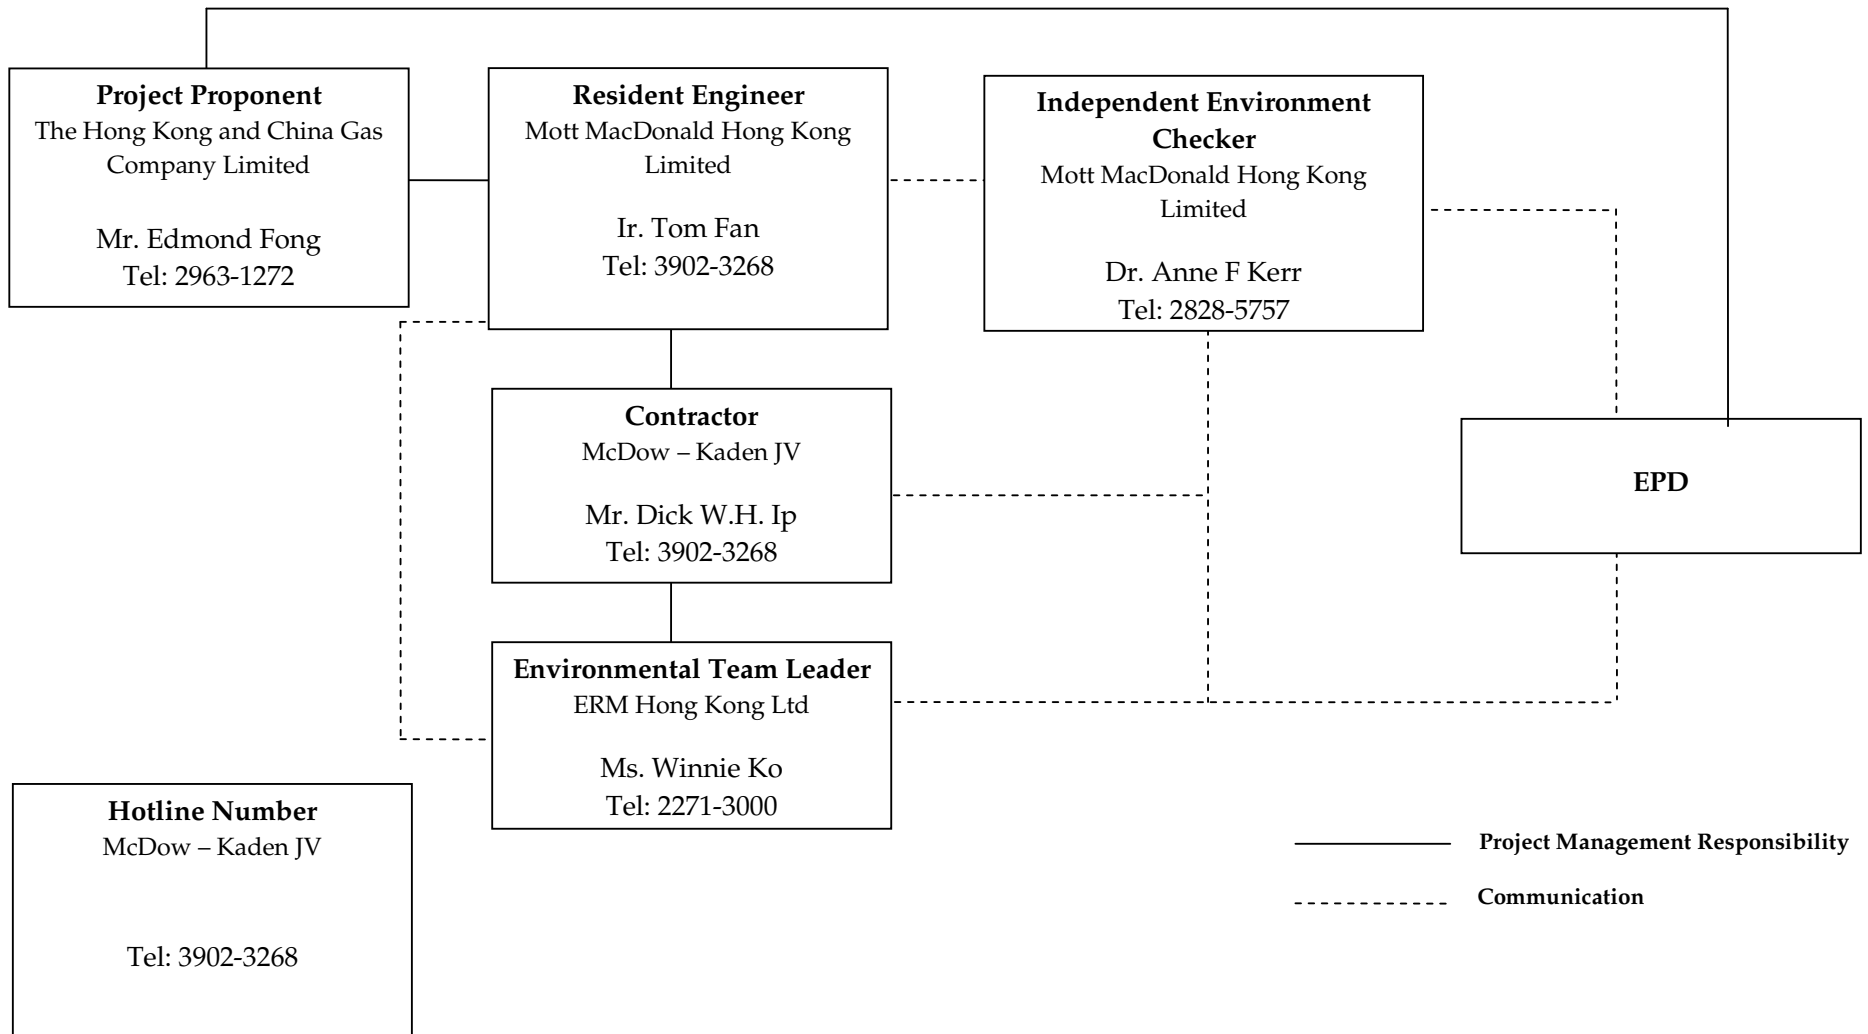 Project Proponent
The Hong Kong and China Gas
Company Limited
Mr. Edmond Fong
Tel: 2963-1272
Resident Engineer
Mott MacDonald Hong Kong
Limited
Ir. Tom Fan
Tel: 3902-3268
Independent Environment
Checker
Mott MacDonald Hong Kong
Limited
Dr. Anne F Kerr
Tel: 2828-5757
Contractor
McDow – Kaden JV
Mr. Dick W.H. Ip
Tel: 3902-3268
EPD
Environmental Team Leader
ERM Hong Kong Ltd
Ms. Winnie Ko
Tel: 2271-3000
Hotline Number
McDow – Kaden JV
Tel: 3902-3268
Project Management Responsibility
Communication